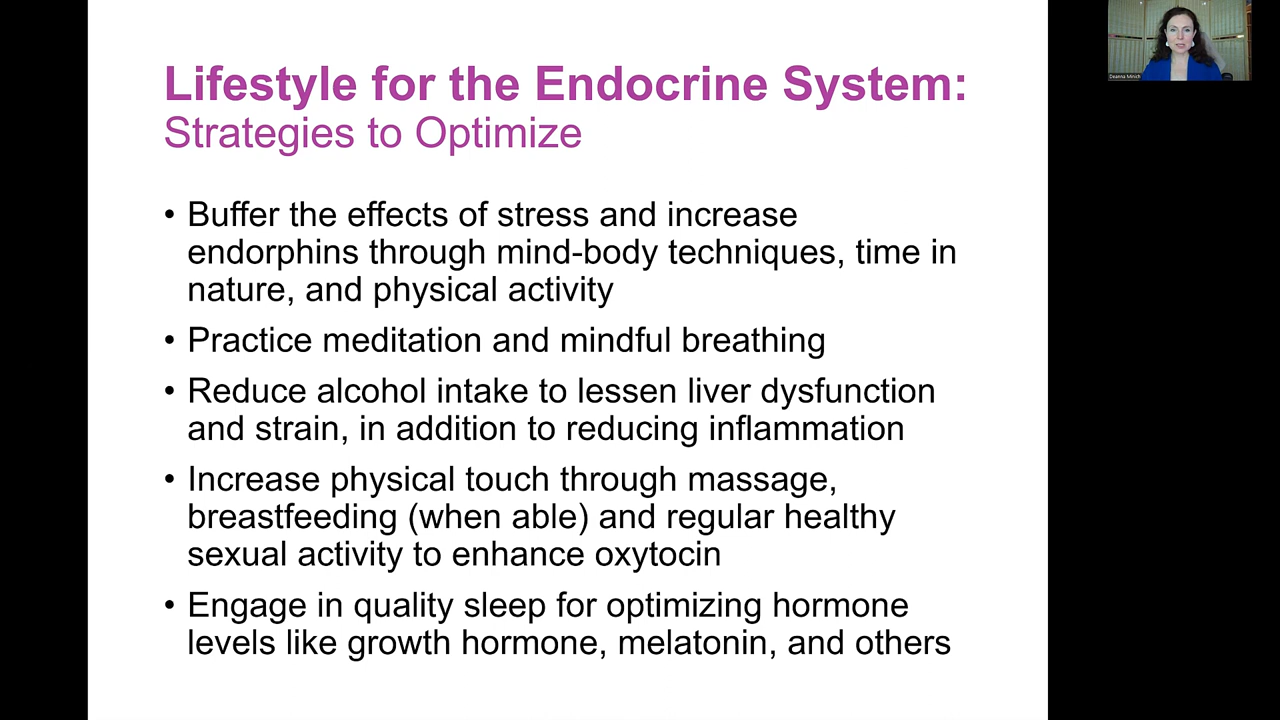 Lifestyle for the Endocrine System:
Strategies to Optimize
• Buffer the effects of stress and increase
endorphins through mind-body techniques, time in
nature, and physical activity
• Practice meditation and mindful breathing
• Reduce alcohol intake to lessen liver dysfunction
and strain, in addition to reducing inflammation
• Increase physical touch through massage,
breastfeeding (when able) and regular healthy
sexual activity to enhance oxytocin
• Engage in quality sleep for optimizing hormone
levels like growth hormone, melatonin, and others
Deanna Minich